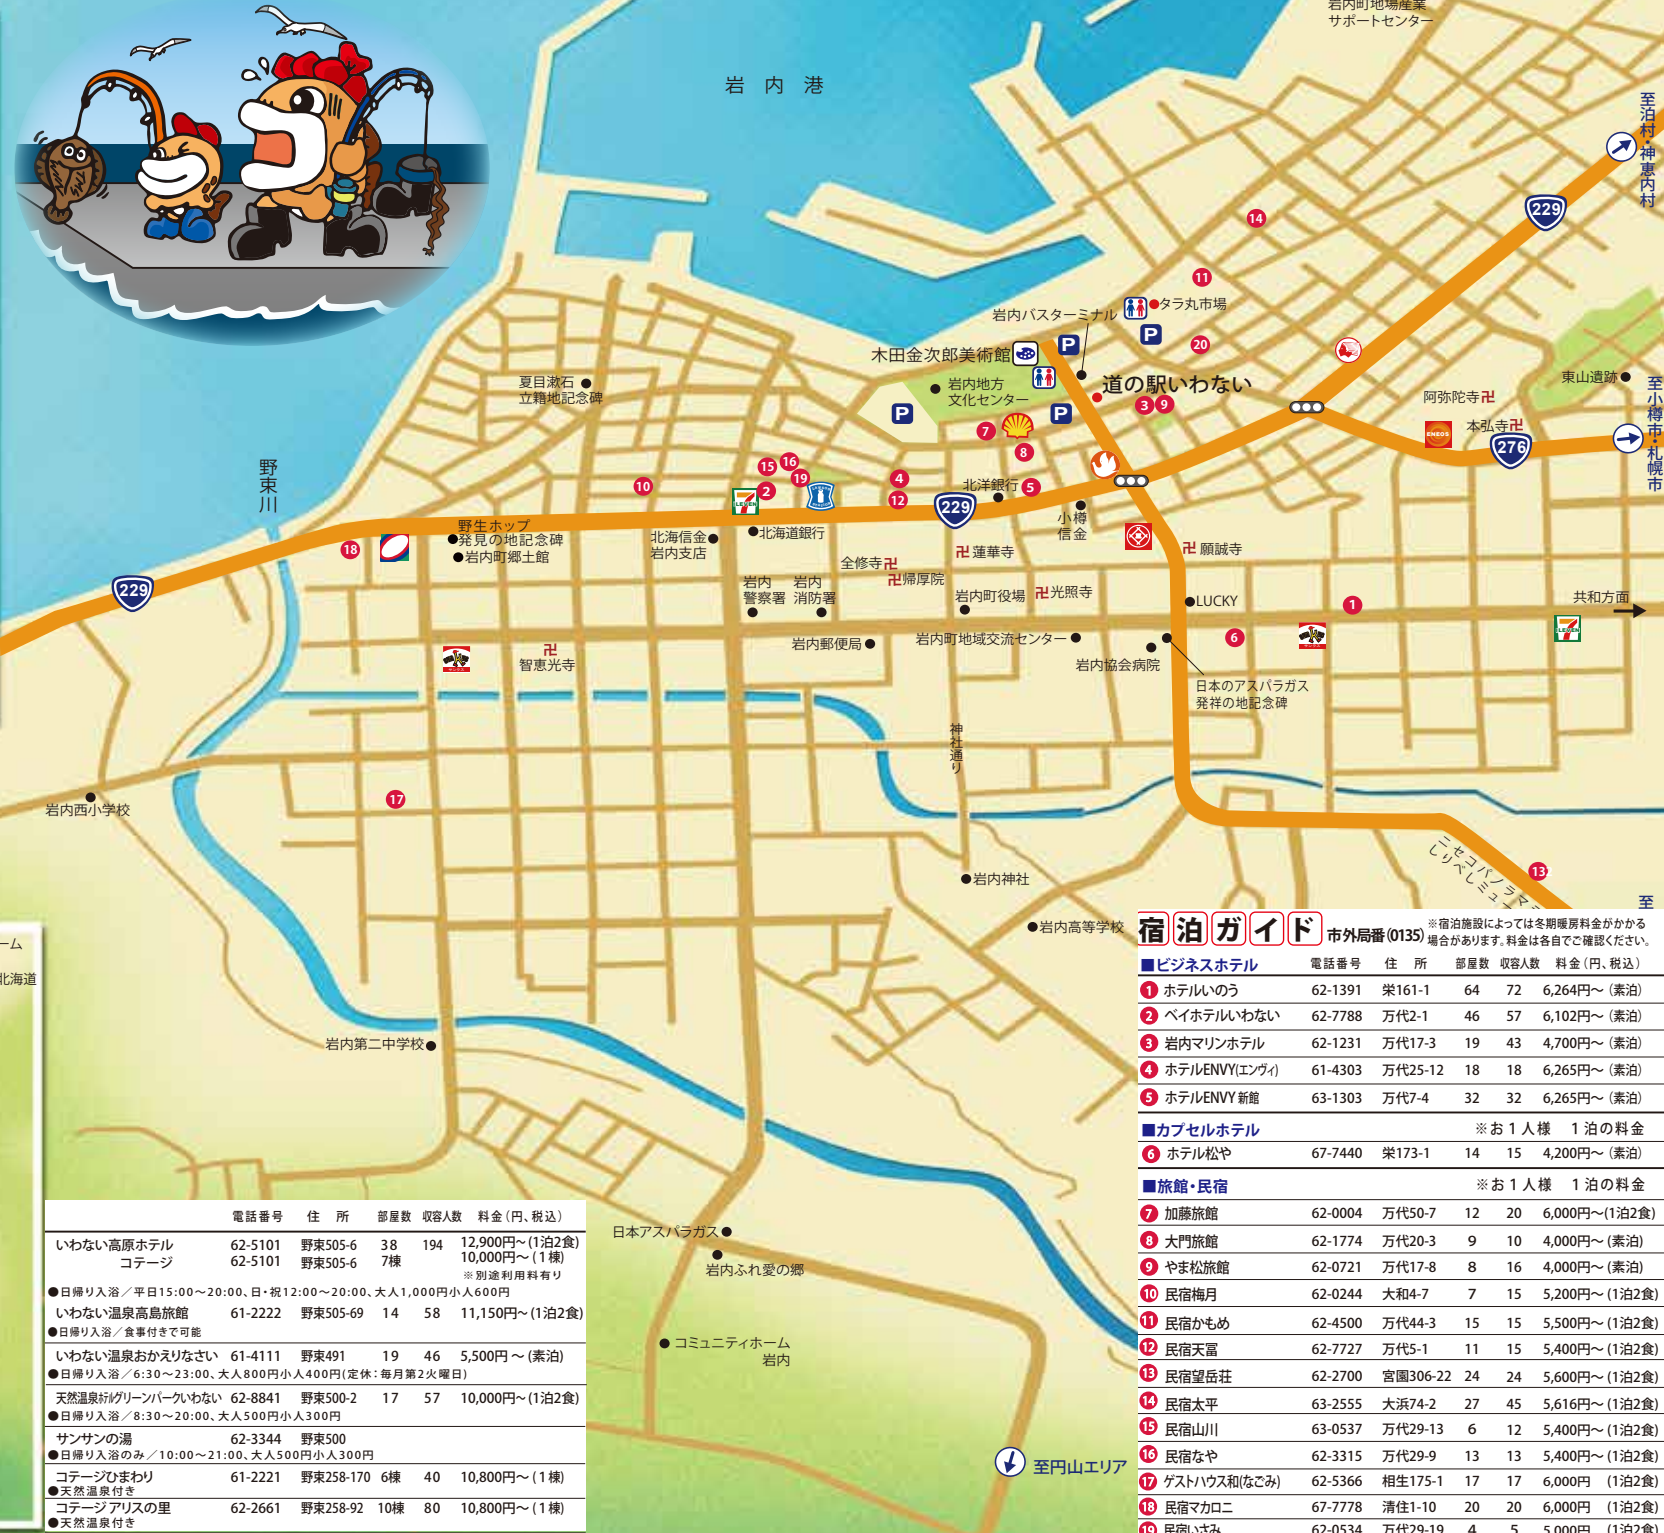 岩内町地場産業
サポートセンター
岩内港
至泊村・神恵内村
229
14
11
岩内バスターミナル
タラ丸市場
P
P
20
木田金次郎美術館
夏目漱石
立籍地記念碑
岩内地方
文化センター
道の駅いわない
3
9
P
P
7
8
東山遺跡
阿弥陀寺卍
本弘寺卍
ENEOS
276
至小樽市・札幌市
野束川
15
16
19
2
10
4
12
229
北洋銀行
5
小樽
信金
野生ホップ
発見の地記念碑
岩内町郷土館
18
北海信金
岩内支店
北海道銀行
全修寺卍
卍帰厚院
卍蓮華寺
卍願誠寺
229
岩内
警察署
岩内
消防署
岩内町役場
卍光照寺
LUCKY
1
共和方面
岩内郵便局
岩内町地域交流センター
6
岩内協会病院
卍
智恵光寺
日本のアスパラガス
発祥の地記念碑
神社通り
17
岩内西小学校
岩内神社
ニセコパノラマ
しりべしミュ
13
至
岩内高等学校
ーム
北海道
岩内第二中学校
日本アスパラガス
岩内ふれ愛の郷
コミュニティホーム
岩内
至円山エリア
宿泊ガイド 市外局番(0135) ※宿泊施設によっては冬期暖房料金がかかる
場合があります。料金は各自でご確認ください。
■ビジネスホテル 電話番号 住所 部屋数 収容人数 料金(円、税込)
1 ホテルいのう 62-1391 栄161-1 64 72 6,264円〜(素泊)
2 ベイホテルいわない 62-7788 万代2-1 46 57 6,102円〜(素泊)
3 岩内マリンホテル 62-1231 万代17-3 19 43 4,700円〜(素泊)
4 ホテルENVY(エンヴィ) 61-4303 万代25-12 18 18 6,265円〜(素泊)
5 ホテルENVY 新館 63-1303 万代7-4 32 32 6,265円〜(素泊)
■カプセルホテル ※お1人様 1泊の料金
6 ホテル松や 67-7440 栄173-1 14 15 4,200円〜(素泊)
■旅館・民宿 ※お1人様 1泊の料金
7 加藤旅館 62-0004 万代50-7 12 20 6,000円〜(1泊2食)
8 大門旅館 62-1774 万代20-3 9 10 4,000円〜(素泊)
9 やま松旅館 62-0721 万代17-8 8 16 4,000円〜(素泊)
10 民宿梅月 62-0244 大和4-7 7 15 5,200円〜(1泊2食)
11 民宿かもめ 62-4500 万代44-3 15 15 5,500円〜(1泊2食)
12 民宿天冨 62-7727 万代5-1 11 15 5,400円〜(1泊2食)
13 民宿望岳荘 62-2700 宮園306-22 24 24 5,600円〜(1泊2食)
14 民宿太平 63-2555 大浜74-2 27 45 5,616円〜(1泊2食)
15 民宿山川 63-0537 万代29-13 6 12 5,400円〜(1泊2食)
16 民宿なや 62-3315 万代29-9 13 13 5,400円〜(1泊2食)
17 ゲストハウス和(なごみ) 62-5366 相生175-1 17 17 6,000円 (1泊2食)
18 民宿マカロニ 67-7778 清住1-10 20 20 6,000円 (1泊2食)
19 民宿いさみ 62-0534 万代29-19 4 5 5,000円 (1泊2食)
電話番号 住所 部屋数 収容人数 料金(円、税込)
いわない高原ホテル 62-5101 野束505-6 38 194 12,900円〜(1泊2食)
コテージ 62-5101 野束505-6 7棟 10,000円〜(1棟)
※別途利用料有り
●日帰り入浴/平日15:00〜20:00、日・祝12:00〜20:00、大人1,000円小人600円
いわない温泉高島旅館 61-2222 野束505-69 14 58 11,150円〜(1泊2食)
●日帰り入浴/食事付きで可能
いわない温泉おかえりなさい 61-4111 野束491 19 46 5,500円〜(素泊)
●日帰り入浴/6:30〜23:00、大人800円小人400円(定休:毎月第2火曜日)
天然温泉ホテルグリーンパークいわない 62-8841 野束500-2 17 57 10,000円〜(1泊2食)
●日帰り入浴/8:30〜20:00、大人500円小人300円
サンサンの湯 62-3344 野束500
●日帰り入浴のみ/10:00〜21:00、大人500円小人300円
コテージひまわり 61-2221 野束258-170 6棟 40 10,800円〜(1棟)
●天然温泉付き
コテージアリスの里 62-2661 野束258-92 10棟 80 10,800円〜(1棟)
●天然温泉付き